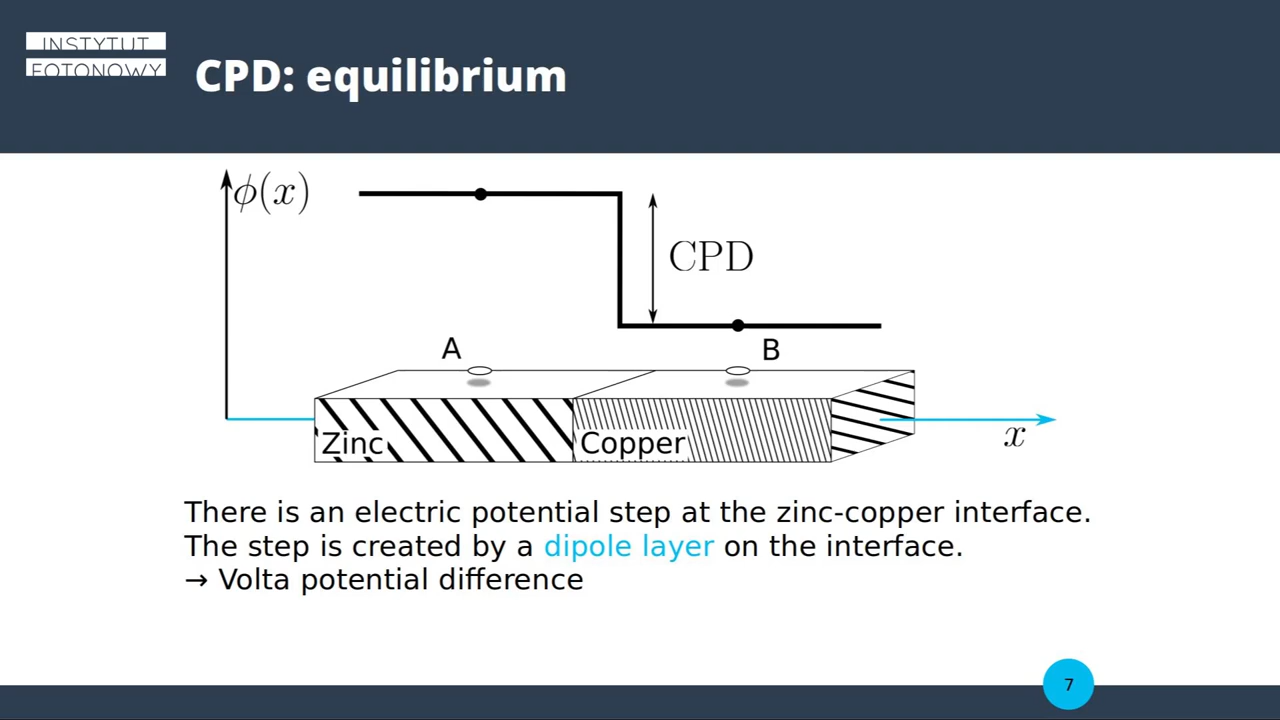 INSTYTUT
FOTONOWY
CPD: equilibrium
ϕ(x)
CPD
A
B
Zinc
Copper
x
There is an electric potential step at the zinc-copper interface.
The step is created by a dipole layer on the interface.
→ Volta potential difference
7